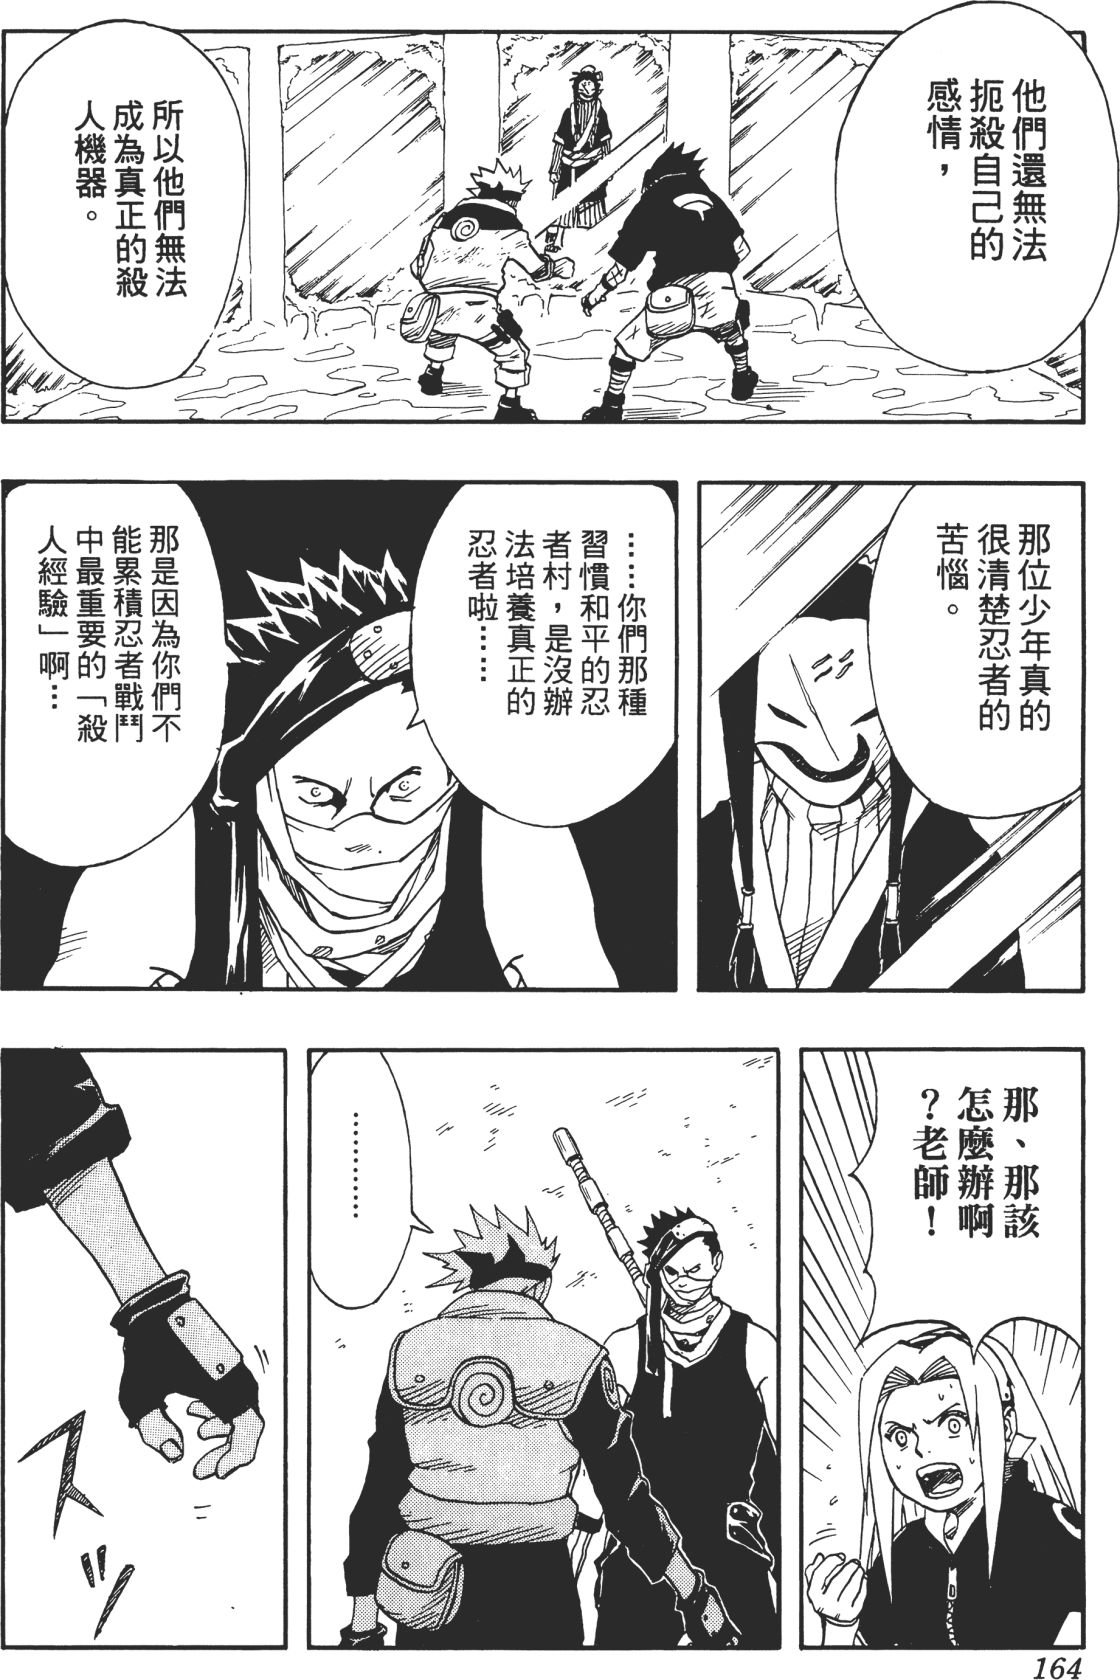 他們還無法
扼殺自己的
感情，
所以他們無法
成為真正的殺
人機器。
那位少年真的
很清楚忍者的
苦惱。
……你們那種
習慣和平的忍
者村，是沒辦
法培養真正的
忍者啦……
那是因為你們不
能累積忍者戰鬥
中最重要的「殺
人經驗」啊…
那、那該
怎麼辦啊
？老師！
…………
スッ
164